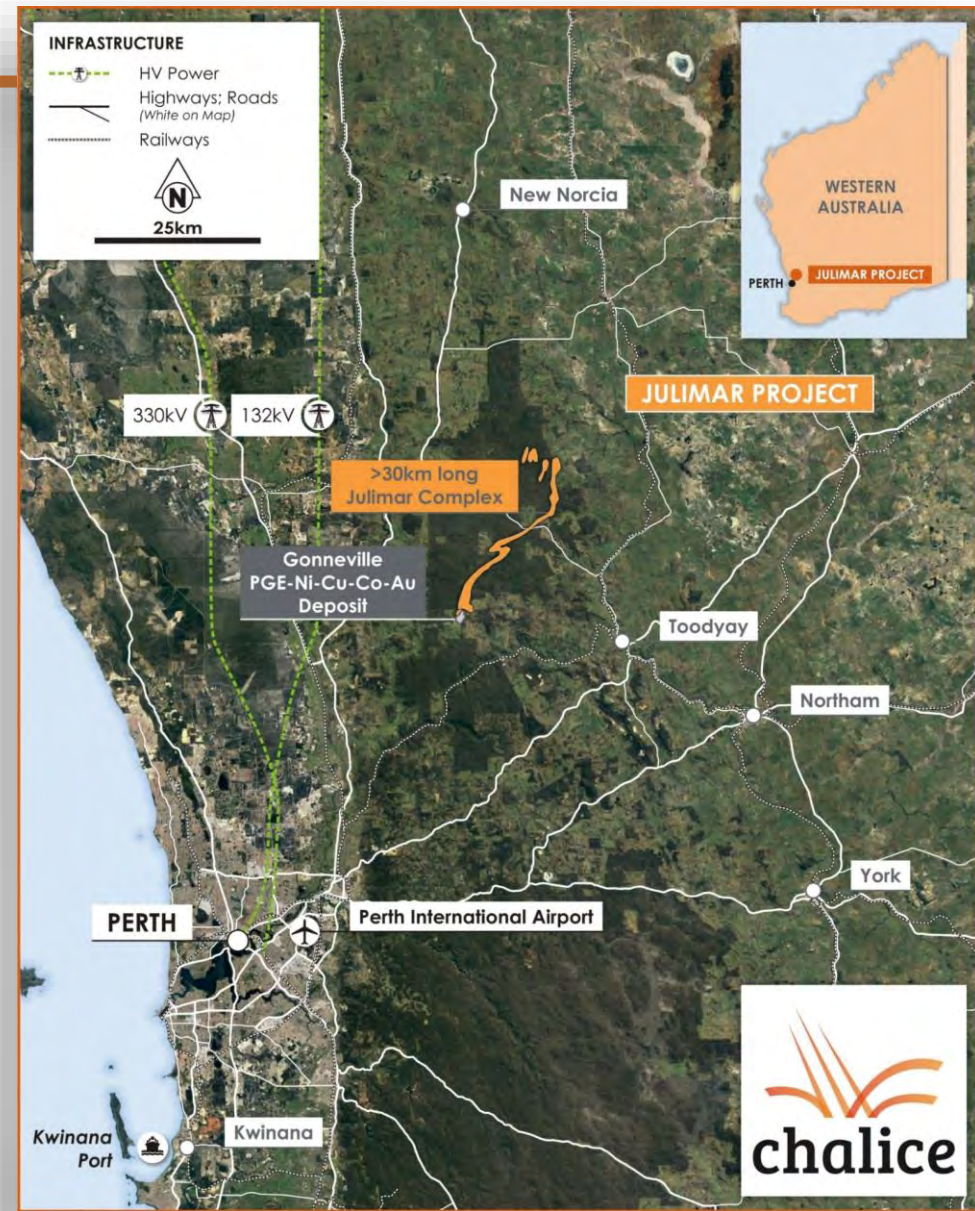 INFRASTRUCTURE
HV Power
Highways; Roads
(White on Map)
Railways
N
25km
New Norcia
WESTERN
AUSTRALIA
PERTH
JULIMAR PROJECT
JULIMAR PROJECT
330kV
132kV
>30km long
Julimar Complex
Gonneville
PGE-Ni-Cu-Co-Au
Deposit
Toodyay
Northam
York
PERTH
Perth International Airport
Kwinana
Port
Kwinana
chalice